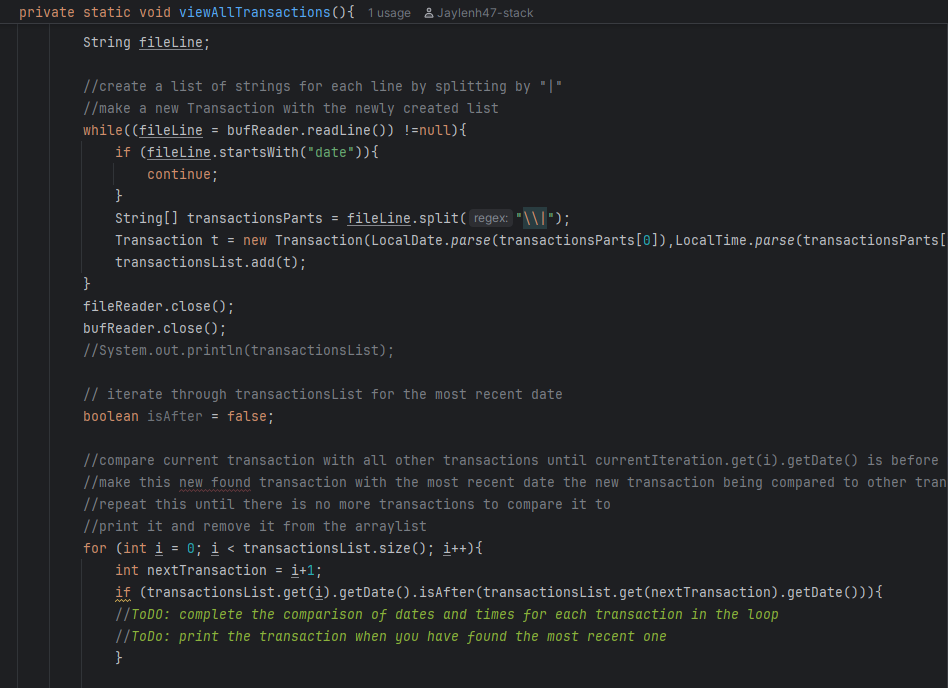 private static void viewAllTransactions(){ 1 usage Jaylenh47-stack
String fileLine;
//create a list of strings for each line by splitting by "|"
//make a new Transaction with the newly created list
while((fileLine = bufReader.readLine()) !=null){
if (fileLine.startsWith("date")){
continue;
}
String[] transactionsParts = fileLine.split( regex: "\\|");
Transaction t = new Transaction(LocalDate.parse(transactionsParts[0]),LocalTime.parse(transactionsParts[
transactionsList.add(t);
}
fileReader.close();
bufReader.close();
//System.out.println(transactionsList);
// iterate through transactionsList for the most recent date
boolean isAfter = false;
//compare current transaction with all other transactions until currentIteration.get(i).getDate() is before
//make this new found transaction with the most recent date the new transaction being compared to other tran
//repeat this until there is no more transactions to compare it to
//print it and remove it from the arraylist
for (int i = 0; i < transactionsList.size(); i++){
int nextTransaction = i+1;
if (transactionsList.get(i).getDate().isAfter(transactionsList.get(nextTransaction).getDate())){
//ToDO: complete the comparison of dates and times for each transaction in the loop
//ToDo: print the transaction when you have found the most recent one
}